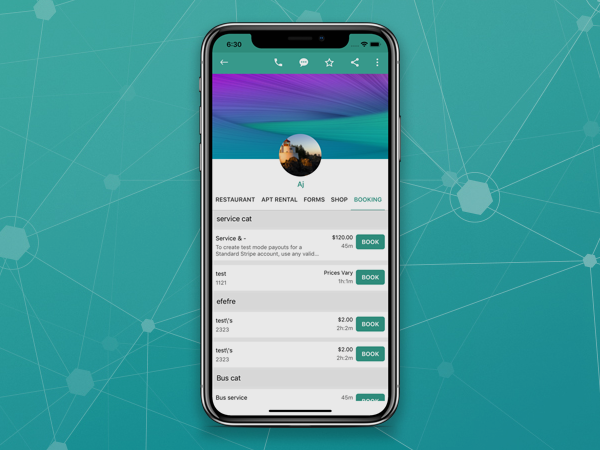 6:30
Aj
RESTAURANT APT RENTAL FORMS SHOP BOOKING
service cat
Service & - $120.00
To create test mode payouts for a 45m BOOK
Standard Stripe account, use any valid...
test Prices Vary
1121 1h:1m BOOK
efefre
test\'s $2.00
2323 2h:2m BOOK
test\'s $2.00
2323 2h:2m BOOK
Bus cat
Bus service 45m BOOK